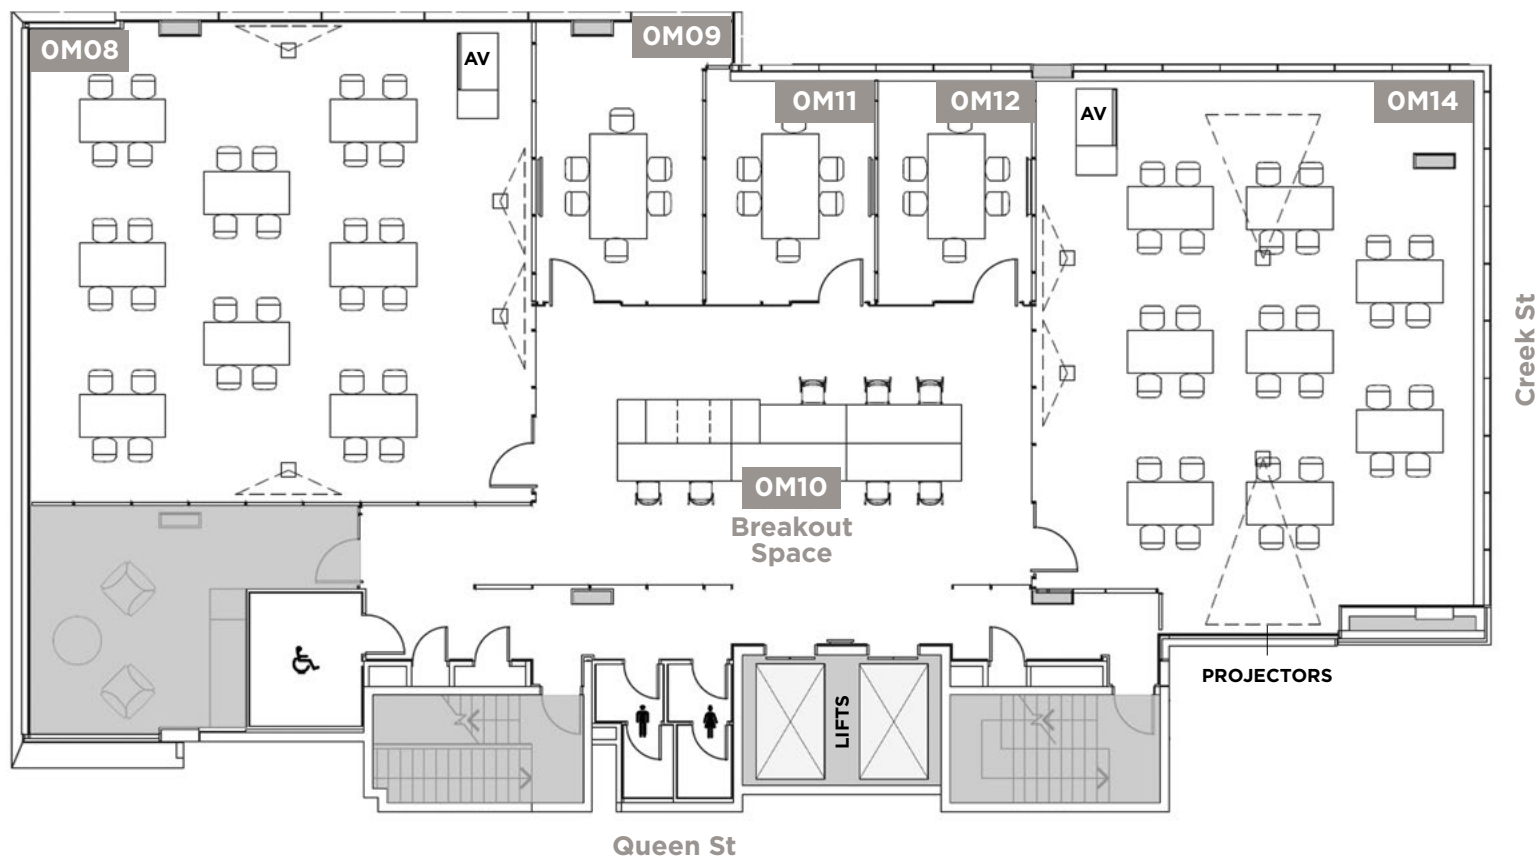 0M08
AV
0M09
0M11
0M12
AV
0M14
Creek St
0M10
Breakout
Space
PROJECTORS
LIFTS
Queen St